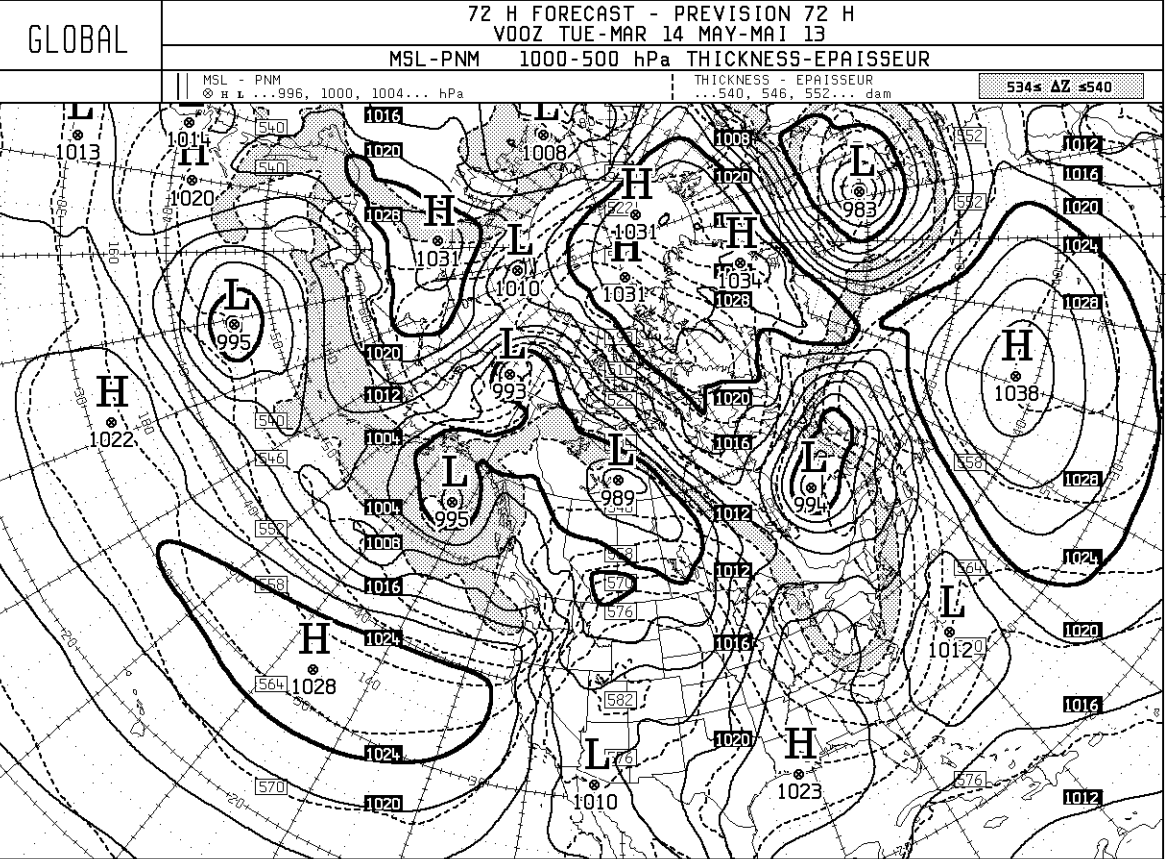 GLOBAL
72 H FORECAST - PREVISION 72 H
V00Z TUE-MAR 14 MAY-MAI 13
MSL-PNM 1000-500 hPa THICKNESS-EPAISSEUR
MSL - PNM
⊗ H L ...996, 1000, 1004... hPa
THICKNESS - EPAISSEUR
...540, 546, 552... dam
534≤ ΔZ ≤540
L
1013
1014
H
1020
540
540
1016
1020
1028
L
1008
1008
1020
L
983
552
552
1012
1016
1020
1024
1028
H
1031
L
1010
H
1031
522
H
1031
H
1034
1028
L
995
H
1022
1020
1012
1004
L
993
1020
1016
H
1038
540
546
552
558
L
995
L
989
L
994
558
1028
1004
1008
1016
1024
1012
1012
1016
1024
564
576
L
1012
1020
H
1028
564
140
582
1016
1024
1020
570
L
1010
1020
H
1023
576
1012